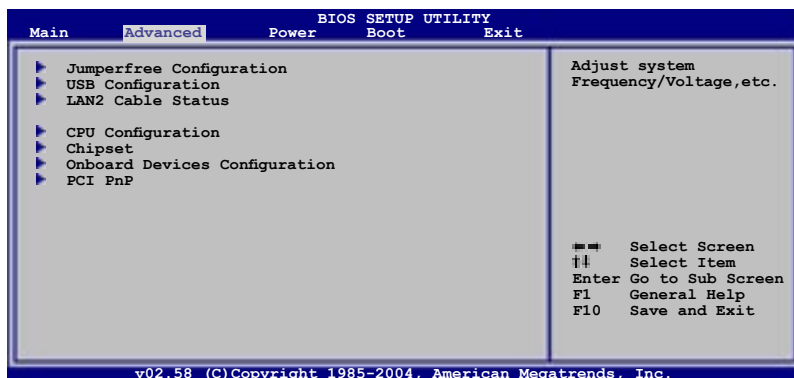 BIOS SETUP UTILITY
Main Advanced Power Boot Exit
Jumperfree Configuration
USB Configuration
LAN2 Cable Status
CPU Configuration
Chipset
Onboard Devices Configuration
PCI PnP
Adjust system
Frequency/Voltage,etc.
Select Screen
Select Item
Enter Go to Sub Screen
F1 General Help
F10 Save and Exit
v02.58 (C)Copyright 1985-2004, American Megatrends, Inc.